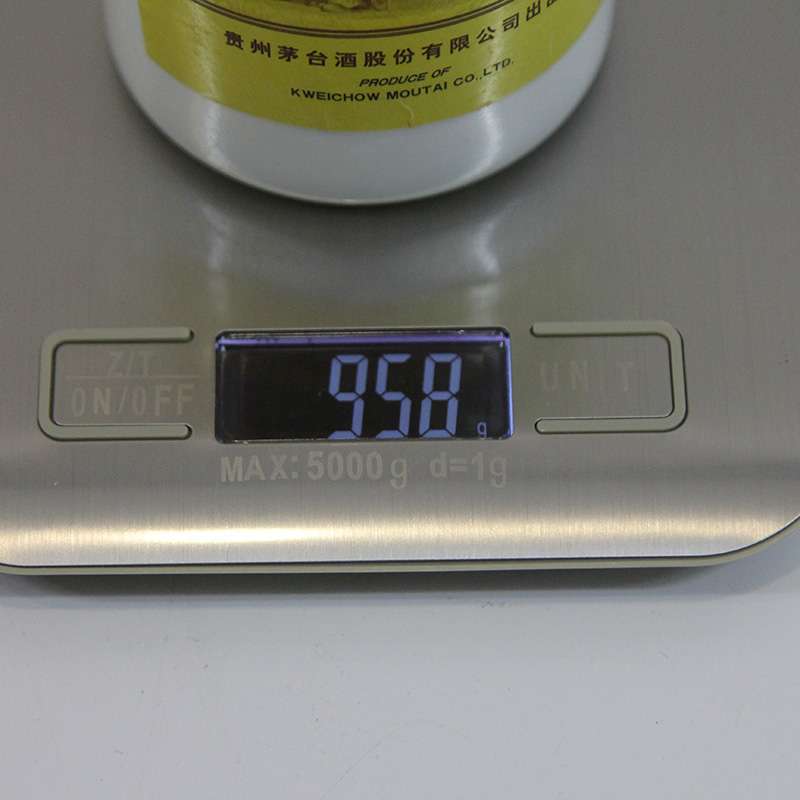 贵州茅台酒股份有限公司出品
PRODUCE OF
KWEICHOW MOUTAI CO.,LTD.
Z/T
ON/OFF
958 g
UNIT
MAX: 5000g d=1g